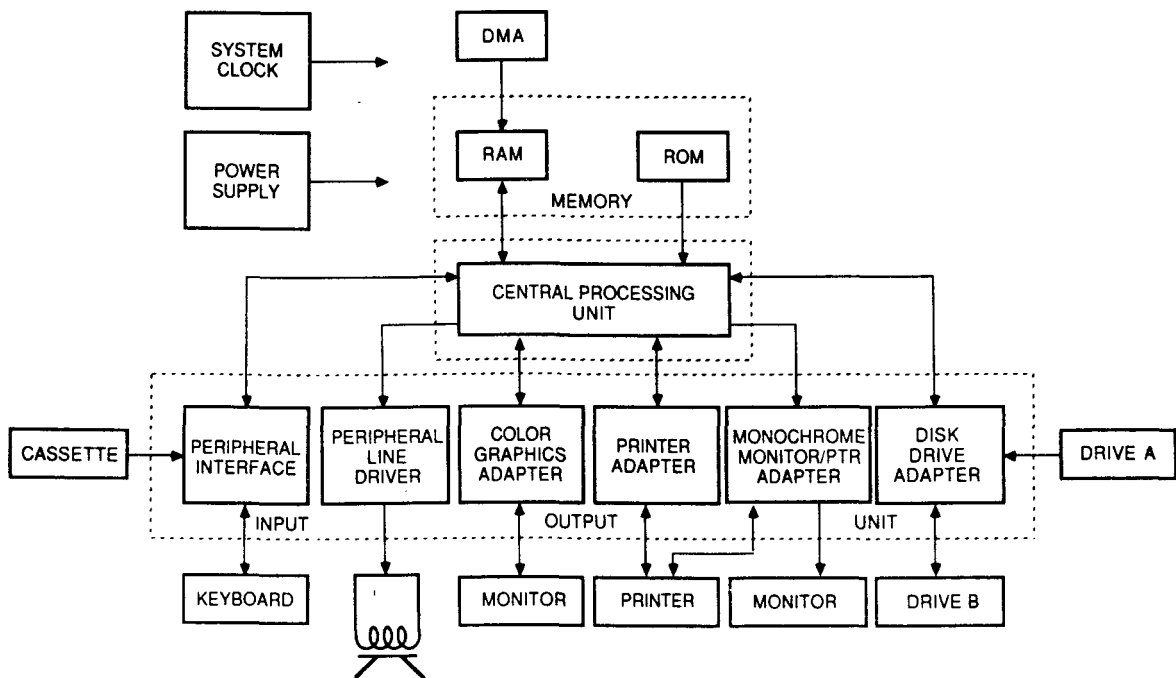 SYSTEM
CLOCK
DMA
POWER
SUPPLY
RAM
ROM
MEMORY
CENTRAL PROCESSING
UNIT
CASSETTE
PERIPHERAL
INTERFACE
PERIPHERAL
LINE
DRIVER
COLOR
GRAPHICS
ADAPTER
PRINTER
ADAPTER
MONOCHROME
MONITOR/PTR
ADAPTER
DISK
DRIVE
ADAPTER
DRIVE A
INPUT
OUTPUT
UNIT
KEYBOARD
MONITOR
PRINTER
MONITOR
DRIVE B